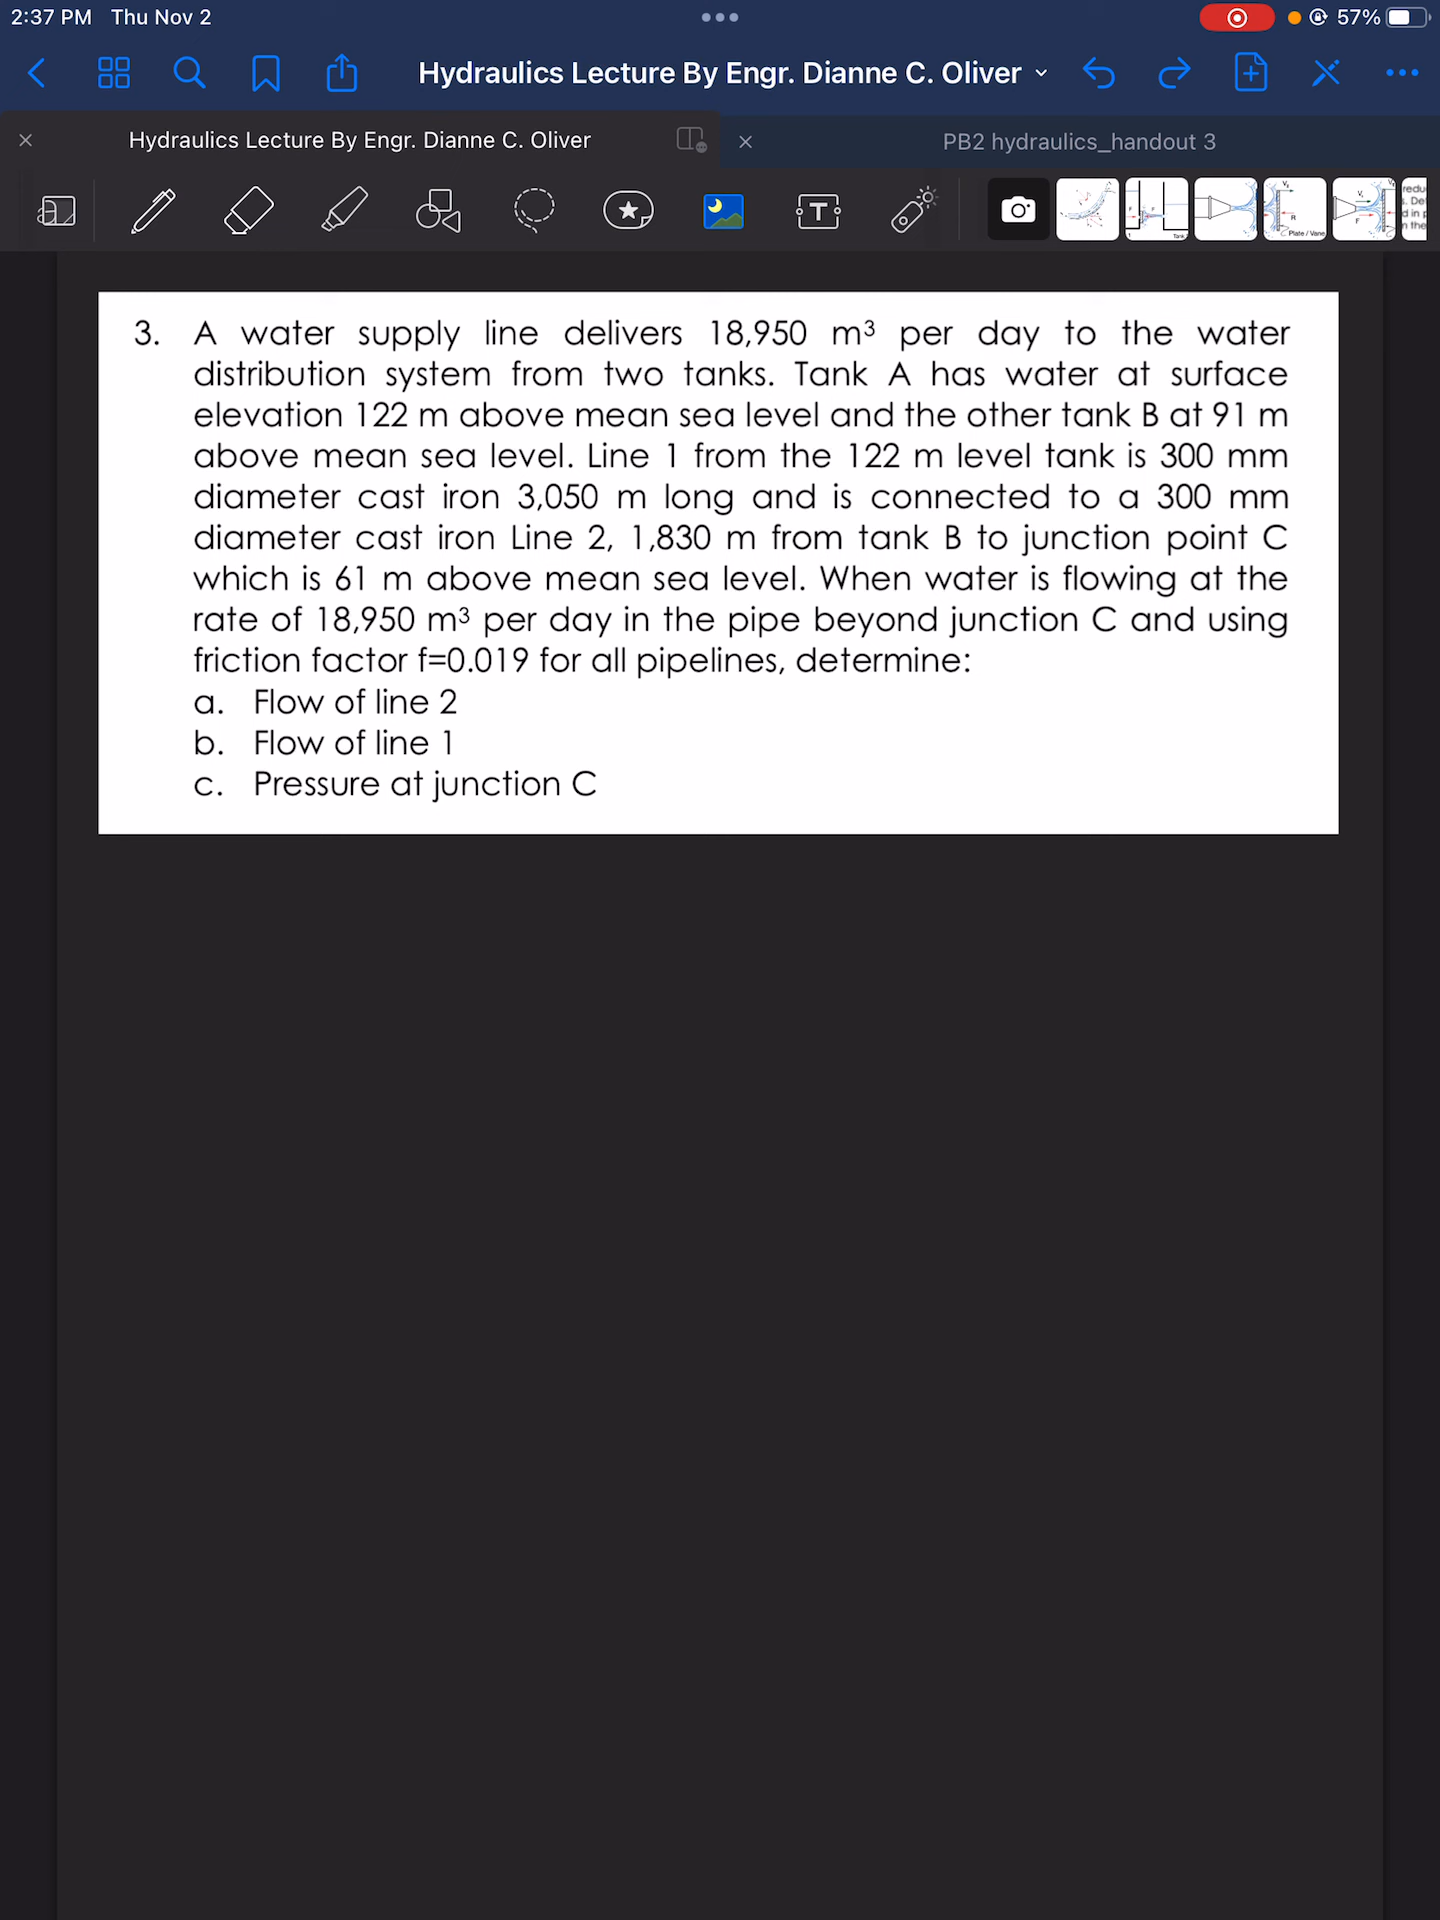 2:37 PM Thu Nov 2
57%
Hydraulics Lecture By Engr. Dianne C. Oliver
Hydraulics Lecture By Engr. Dianne C. Oliver
PB2 hydraulics_handout 3
3. A water supply line delivers 18,950 m³ per day to the water
distribution system from two tanks. Tank A has water at surface
elevation 122 m above mean sea level and the other tank B at 91 m
above mean sea level. Line 1 from the 122 m level tank is 300 mm
diameter cast iron 3,050 m long and is connected to a 300 mm
diameter cast iron Line 2, 1,830 m from tank B to junction point C
which is 61 m above mean sea level. When water is flowing at the
rate of 18,950 m³ per day in the pipe beyond junction C and using
friction factor f=0.019 for all pipelines, determine:
a. Flow of line 2
b. Flow of line 1
c. Pressure at junction C